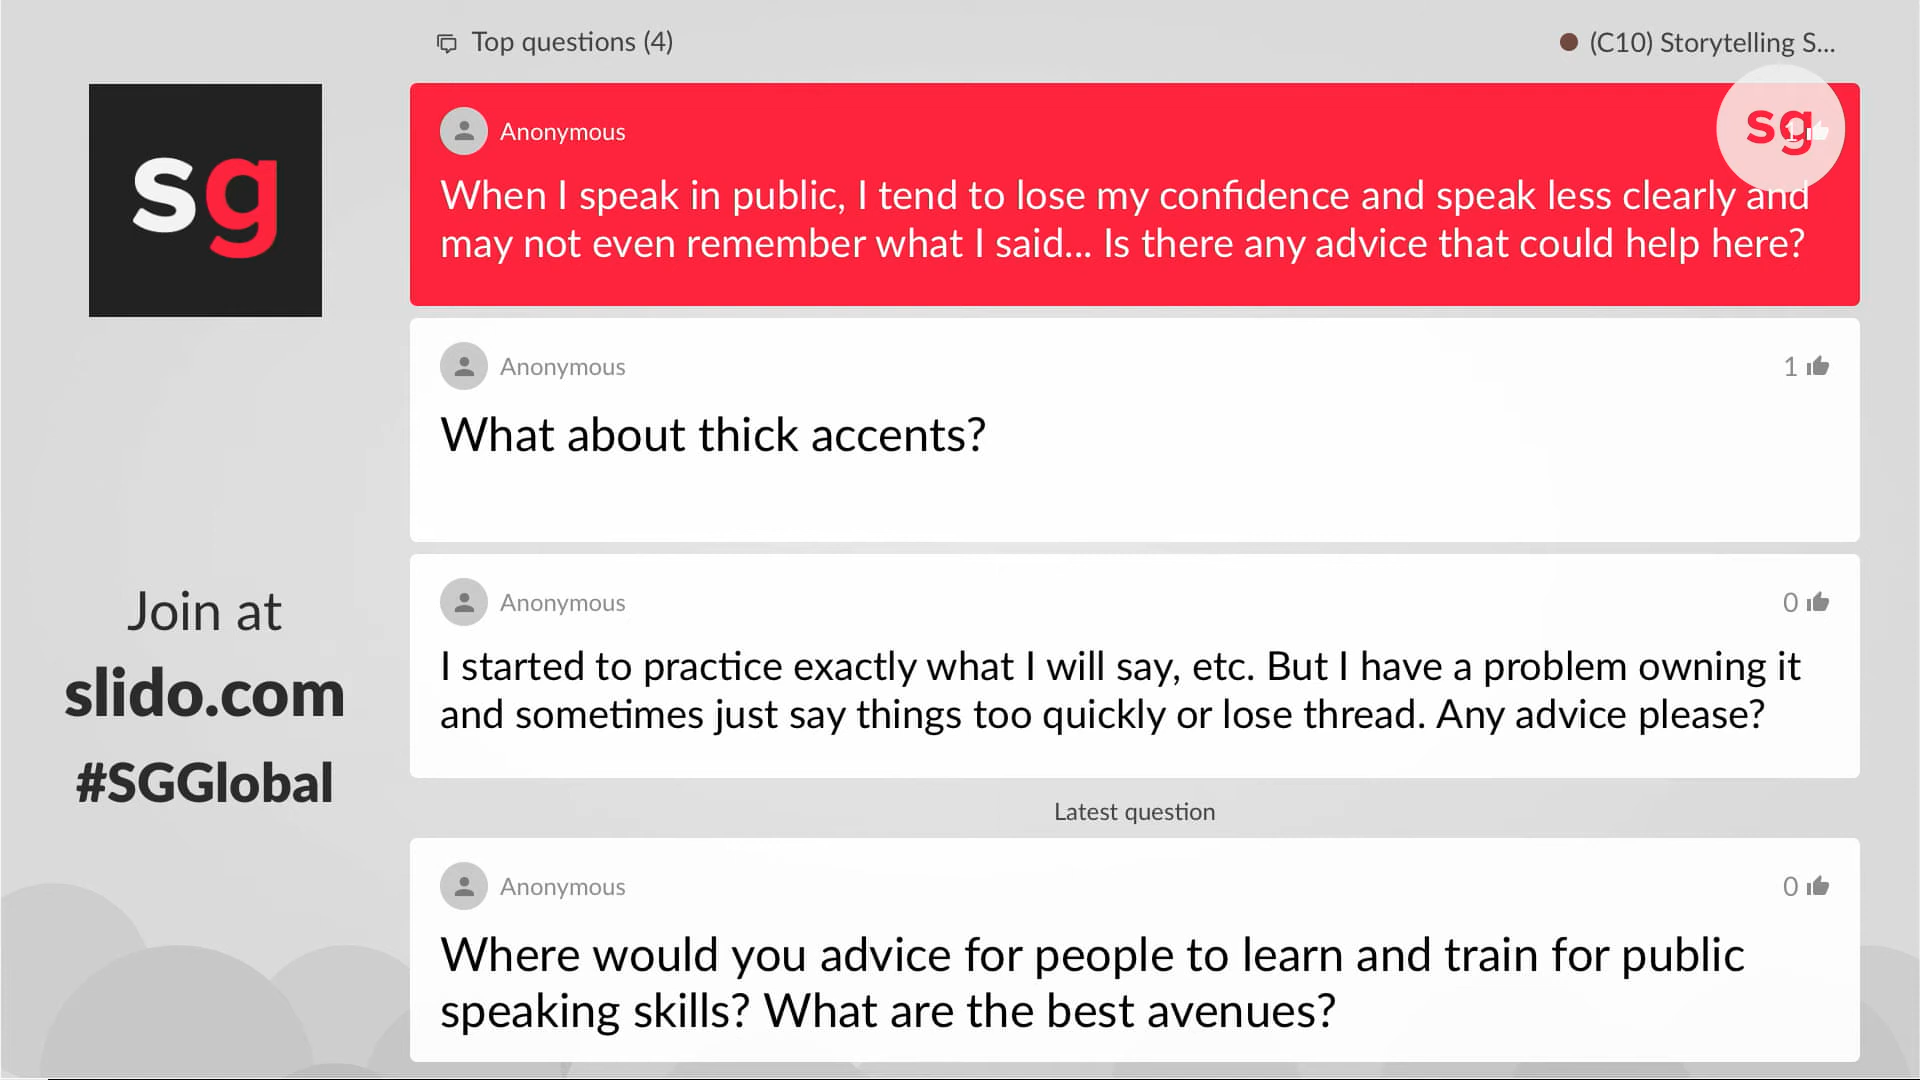 Top questions (4)
(C10) Storytelling S...
sg
sg
Anonymous
1
When I speak in public, I tend to lose my confidence and speak less clearly and
may not even remember what I said... Is there any advice that could help here?
Anonymous
1
What about thick accents?
Anonymous
0
I started to practice exactly what I will say, etc. But I have a problem owning it
and sometimes just say things too quickly or lose thread. Any advice please?
Join at
slido.com
#SGGlobal
Latest question
Anonymous
0
Where would you advice for people to learn and train for public
speaking skills? What are the best avenues?